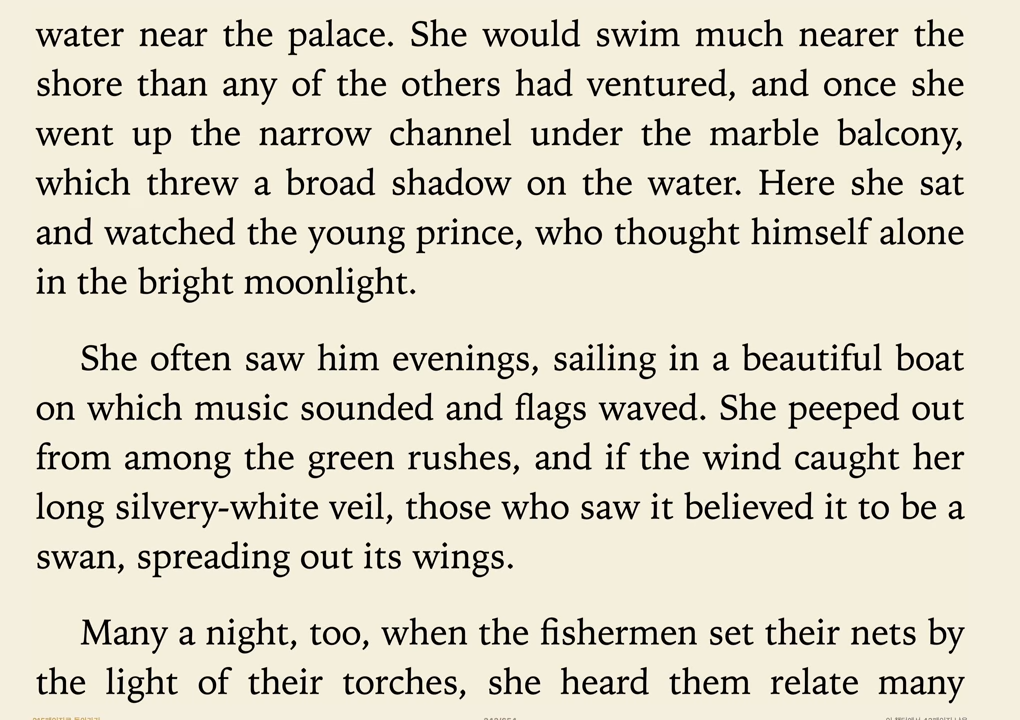 water near the palace. She would swim much nearer the
shore than any of the others had ventured, and once she
went up the narrow channel under the marble balcony,
which threw a broad shadow on the water. Here she sat
and watched the young prince, who thought himself alone
in the bright moonlight.
She often saw him evenings, sailing in a beautiful boat
on which music sounded and flags waved. She peeped out
from among the green rushes, and if the wind caught her
long silvery-white veil, those who saw it believed it to be a
swan, spreading out its wings.
Many a night, too, when the fishermen set their nets by
the light of their torches, she heard them relate many